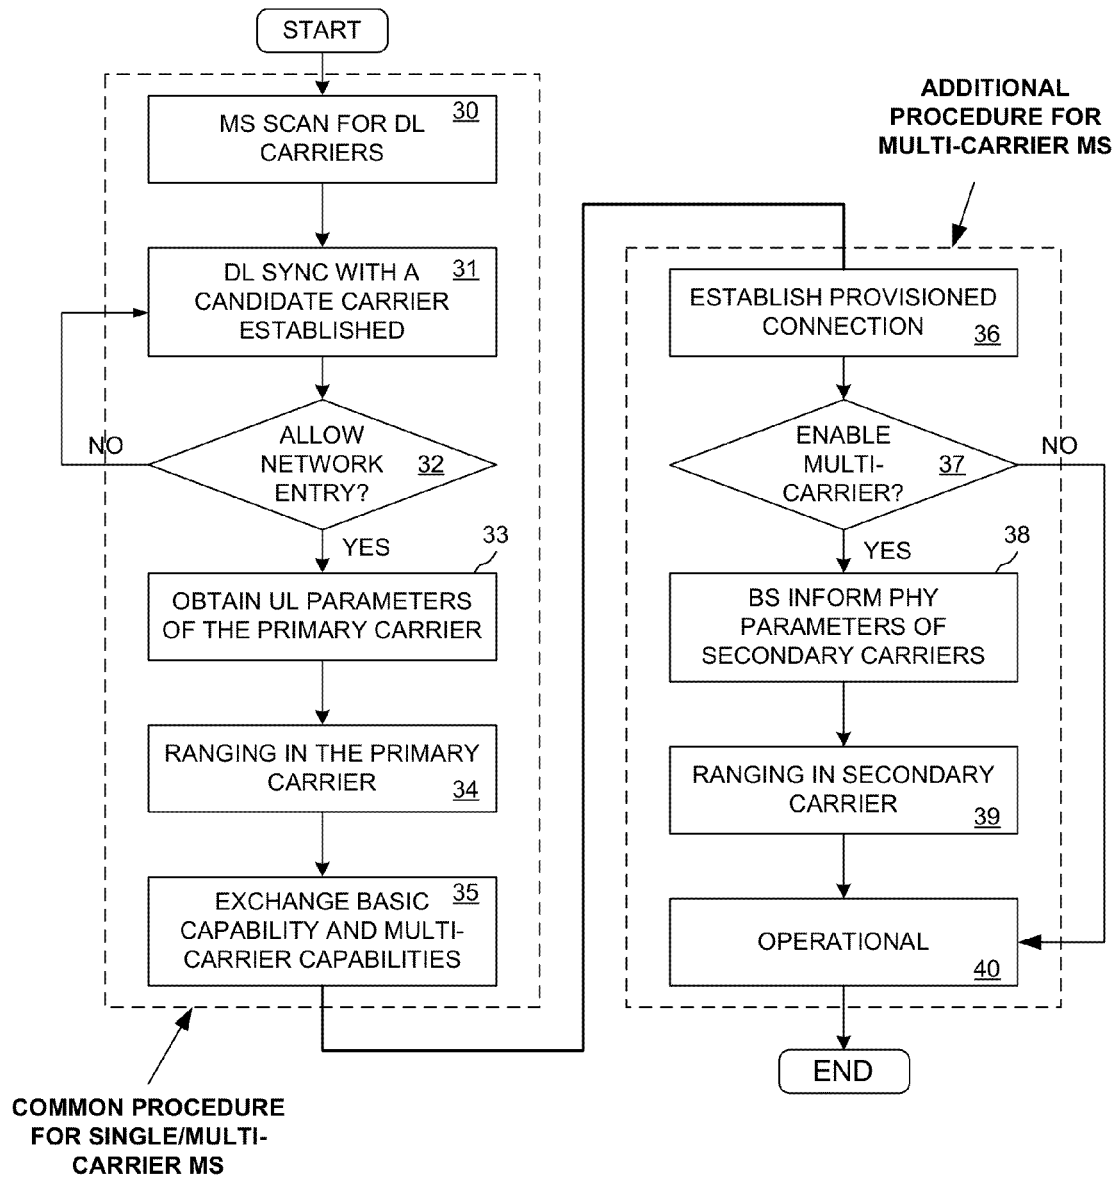 START
30
MS SCAN FOR DL
CARRIERS
31
DL SYNC WITH A
CANDIDATE CARRIER
ESTABLISHED
ALLOW
NETWORK
ENTRY?
32
NO
YES
33
OBTAIN UL PARAMETERS
OF THE PRIMARY CARRIER
RANGING IN THE PRIMARY
CARRIER
34
35
EXCHANGE BASIC
CAPABILITY AND MULTI-
CARRIER CAPABILITIES
COMMON PROCEDURE
FOR SINGLE/MULTI-
CARRIER MS
ADDITIONAL
PROCEDURE FOR
MULTI-CARRIER MS
ESTABLISH PROVISIONED
CONNECTION
36
ENABLE
MULTI-
CARRIER?
37
NO
YES
38
BS INFORM PHY
PARAMETERS OF
SECONDARY CARRIERS
RANGING IN SECONDARY
CARRIER
39
OPERATIONAL
40
END